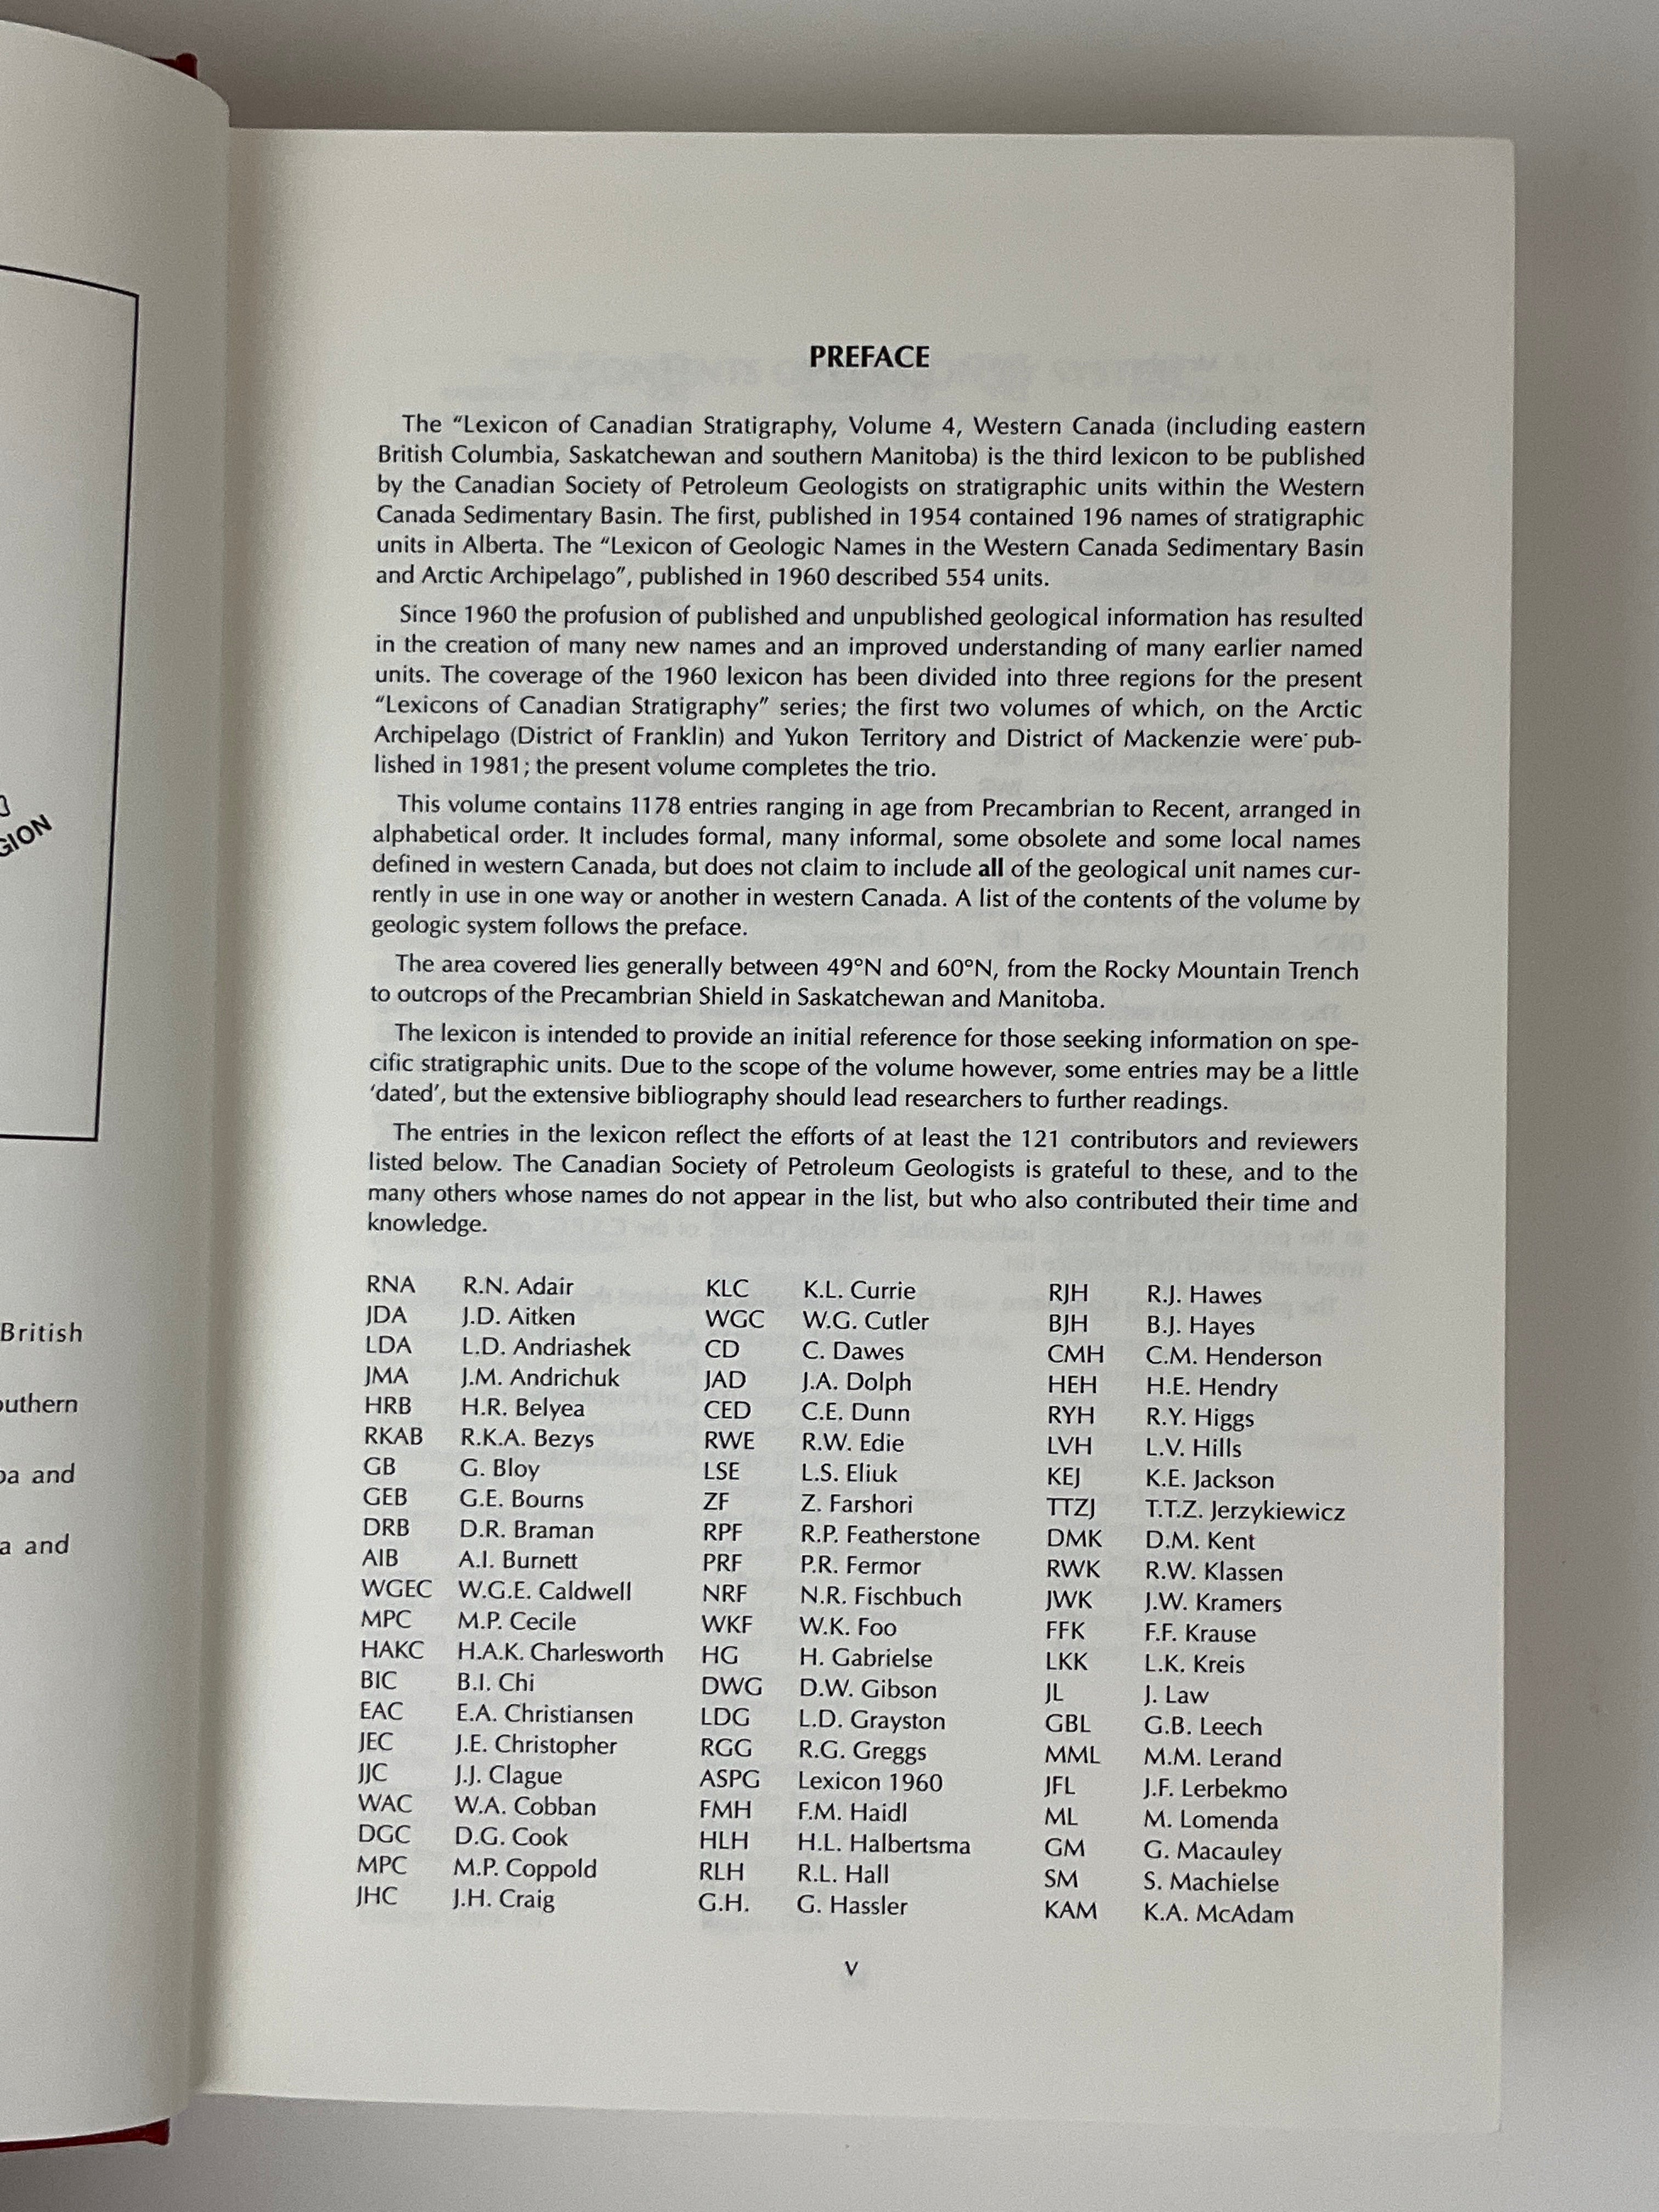 GION
British
outhern
ba and
a and
PREFACE
The “Lexicon of Canadian Stratigraphy, Volume 4, Western Canada (including eastern
British Columbia, Saskatchewan and southern Manitoba) is the third lexicon to be published
by the Canadian Society of Petroleum Geologists on stratigraphic units within the Western
Canada Sedimentary Basin. The first, published in 1954 contained 196 names of stratigraphic
units in Alberta. The “Lexicon of Geologic Names in the Western Canada Sedimentary Basin
and Arctic Archipelago”, published in 1960 described 554 units.
Since 1960 the profusion of published and unpublished geological information has resulted
in the creation of many new names and an improved understanding of many earlier named
units. The coverage of the 1960 lexicon has been divided into three regions for the present
“Lexicons of Canadian Stratigraphy” series; the first two volumes of which, on the Arctic
Archipelago (District of Franklin) and Yukon Territory and District of Mackenzie were pub-
lished in 1981; the present volume completes the trio.
This volume contains 1178 entries ranging in age from Precambrian to Recent, arranged in
alphabetical order. It includes formal, many informal, some obsolete and some local names
defined in western Canada, but does not claim to include all of the geological unit names cur-
rently in use in one way or another in western Canada. A list of the contents of the volume by
geologic system follows the preface.
The area covered lies generally between 49°N and 60°N, from the Rocky Mountain Trench
to outcrops of the Precambrian Shield in Saskatchewan and Manitoba.
The lexicon is intended to provide an initial reference for those seeking information on spe-
cific stratigraphic units. Due to the scope of the volume however, some entries may be a little
‘dated’, but the extensive bibliography should lead researchers to further readings.
The entries in the lexicon reflect the efforts of at least the 121 contributors and reviewers
listed below. The Canadian Society of Petroleum Geologists is grateful to these, and to the
many others whose names do not appear in the list, but who also contributed their time and
knowledge.
RNA R.N. Adair
JDA J.D. Aitken
LDA L.D. Andriashek
JMA J.M. Andrichuk
HRB H.R. Belyea
RKAB R.K.A. Bezys
GB G. Bloy
GEB G.E. Bourns
DRB D.R. Braman
AIB A.I. Burnett
WGEC W.G.E. Caldwell
MPC M.P. Cecile
HAKC H.A.K. Charlesworth
BIC B.I. Chi
EAC E.A. Christiansen
JEC J.E. Christopher
JJC J.J. Clague
WAC W.A. Cobban
DGC D.G. Cook
MPC M.P. Coppold
JHC J.H. Craig
KLC K.L. Currie
WGC W.G. Cutler
CD C. Dawes
JAD J.A. Dolph
CED C.E. Dunn
RWE R.W. Edie
LSE L.S. Eliuk
ZF Z. Farshori
RPF R.P. Featherstone
PRF P.R. Fermor
NRF N.R. Fischbuch
WKF W.K. Foo
HG H. Gabrielse
DWG D.W. Gibson
LDG L.D. Grayston
RGG R.G. Greggs
ASPG Lexicon 1960
FMH F.M. Haidl
HLH H.L. Halbertsma
RLH R.L. Hall
G.H. G. Hassler
RJH R.J. Hawes
BJH B.J. Hayes
CMH C.M. Henderson
HEH H.E. Hendry
RYH R.Y. Higgs
LVH L.V. Hills
KEJ K.E. Jackson
TTZJ T.T.Z. Jerzykiewicz
DMK D.M. Kent
RWK R.W. Klassen
JWK J.W. Kramers
FFK F.F. Krause
LKK L.K. Kreis
JL J. Law
GBL G.B. Leech
MML M.M. Lerand
JFL J.F. Lerbekmo
ML M. Lomenda
GM G. Macauley
SM S. Machielse
KAM K.A. McAdam
v